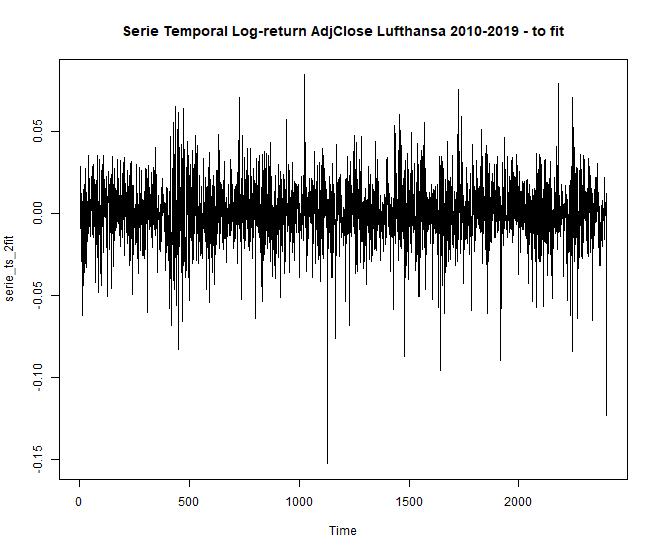 Serie Temporal Log-return AdjClose Lufthansa 2010-2019 - to fit
serie_ts_2fit
0.05
0.00
-0.05
-0.10
-0.15
0 500 1000 1500 2000
Time